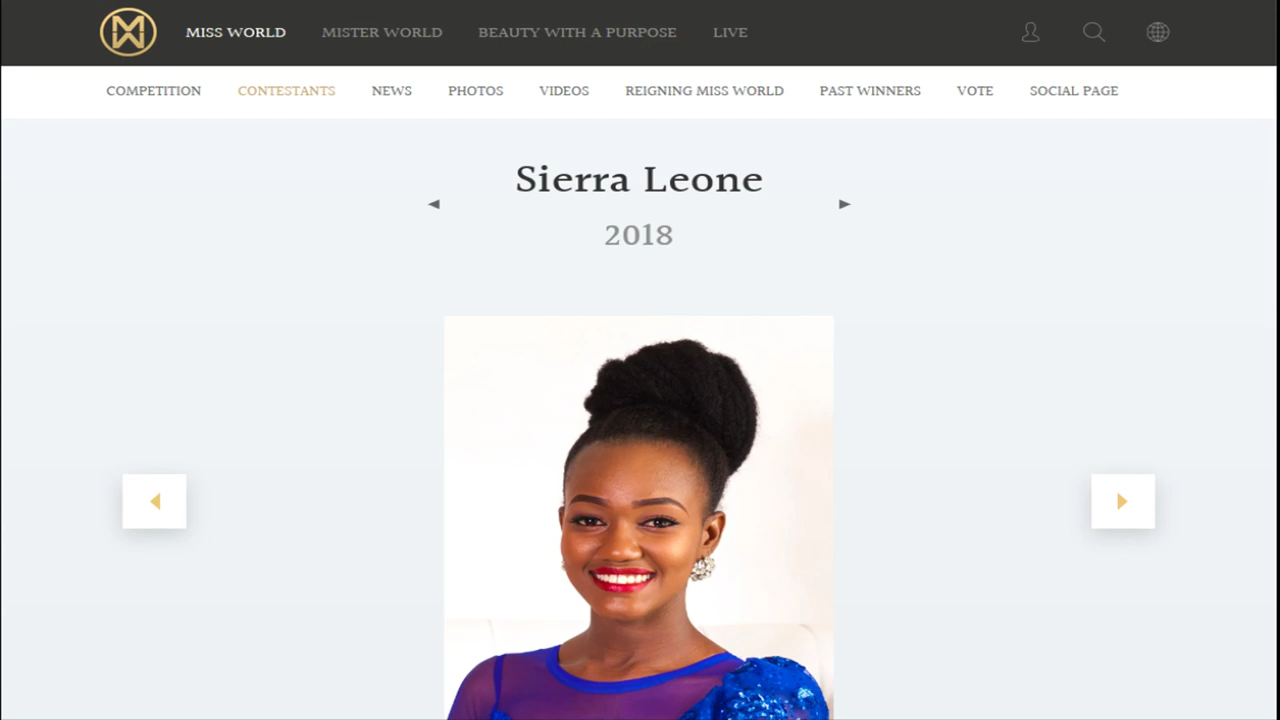 MISS WORLD MISTER WORLD BEAUTY WITH A PURPOSE LIVE
COMPETITION CONTESTANTS NEWS PHOTOS VIDEOS REIGNING MISS WORLD PAST WINNERS VOTE SOCIAL PAGE
Sierra Leone
2018